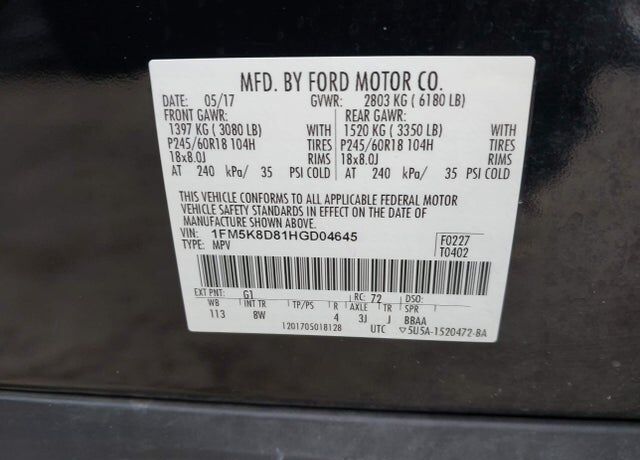 MFD. BY FORD MOTOR CO.
DATE: 05/17 GVWR: 2803 KG ( 6180 LB)
FRONT GAWR: REAR GAWR:
1397 KG ( 3080 LB) WITH 1520 KG ( 3350 LB) WITH
P245/60R18 104H TIRES P245/60R18 104H TIRES
18x8.0J RIMS 18x8.0J RIMS
AT 240 kPa/ 35 PSI COLD AT 240 kPa/ 35 PSI COLD
THIS VEHICLE CONFORMS TO ALL APPLICABLE FEDERAL MOTOR
VEHICLE SAFETY STANDARDS IN EFFECT ON THE DATE OF
MANUFACTURE SHOWN ABOVE.
VIN: 1FM5K8D81HGD04645 F0227
TYPE: MPV T0402
EXT PNT: G1 RC: 72 DSO:
WB INT TR TP/PS R AXLE TR SPR
113 8W 4 3J J BBAA
1201705018128 UTC ▽5U5A-1520472-BA